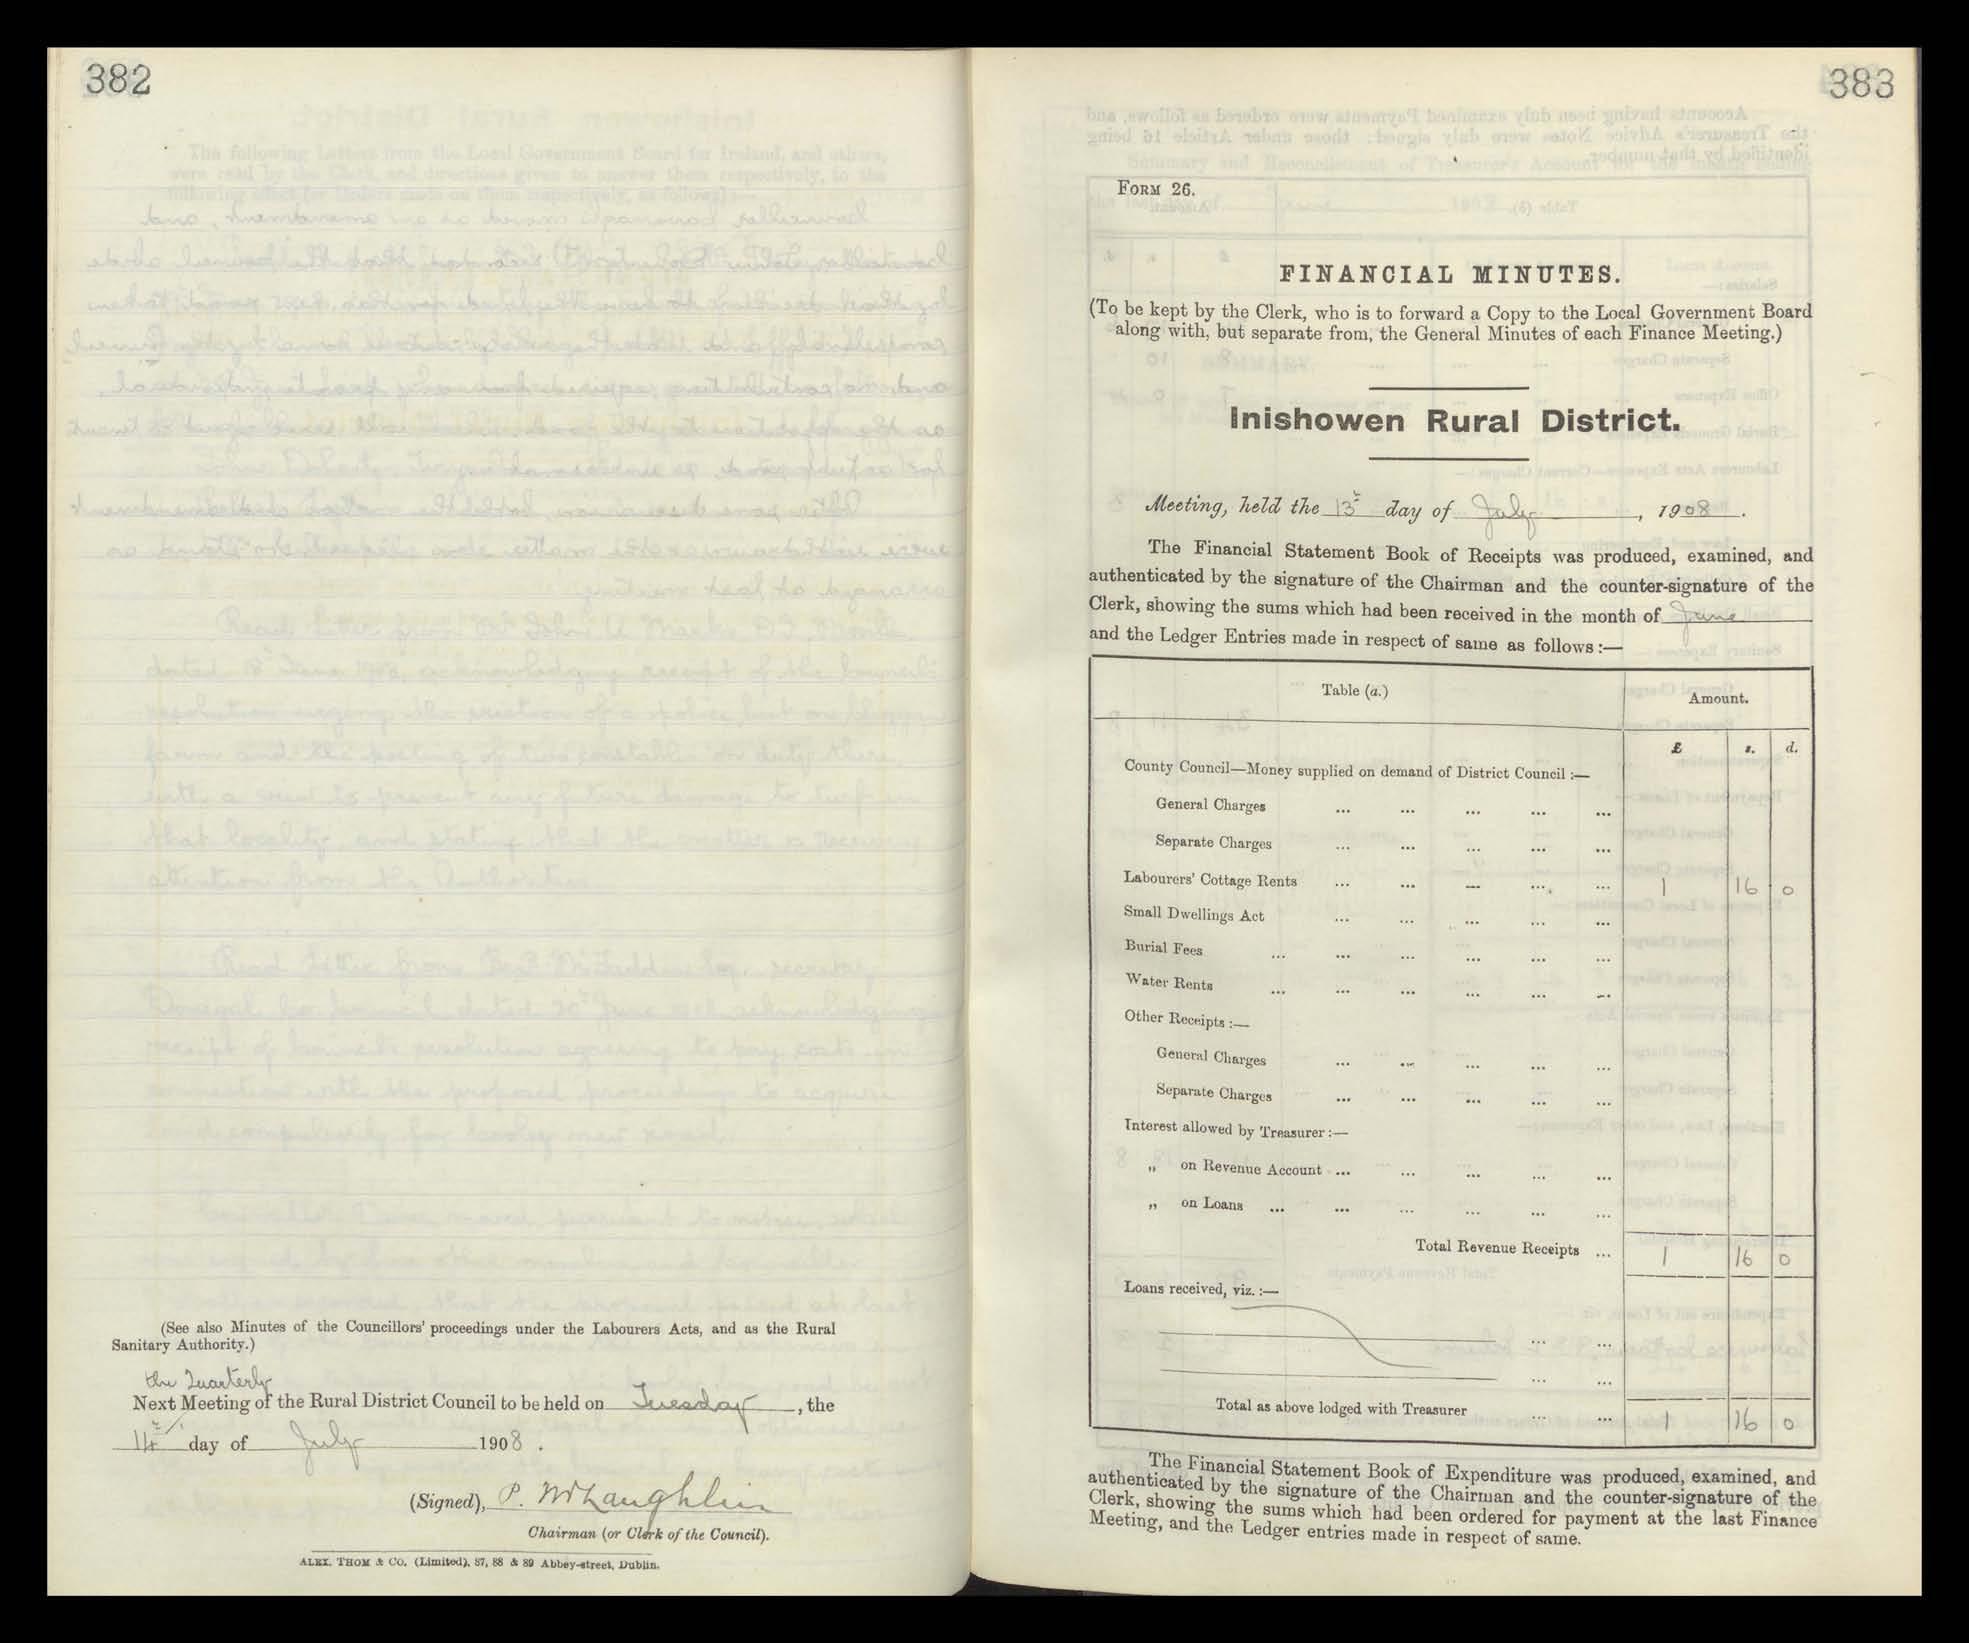 382
(See also Minutes of the Councillors' proceedings under the Labourers Acts, and as the Rural
Sanitary Authority.)
the Quarterly
Next Meeting of the Rural District Council to be held on Tuesday, the
14th day of July 1908.
(Signed), P. McLaughlin
Chairman (or Clerk of the Council).
ALEX. THOM & CO. (Limited), 87, 88 & 89 Abbey-street, Dublin.
383
FORM 26.
FINANCIAL MINUTES.
(To be kept by the Clerk, who is to forward a Copy to the Local Government Board
along with, but separate from, the General Minutes of each Finance Meeting.)
Inishowen Rural District.
Meeting, held the 13th day of July, 1908.
The Financial Statement Book of Receipts was produced, examined, and
authenticated by the signature of the Chairman and the counter-signature of the
Clerk, showing the sums which had been received in the month of June
and the Ledger Entries made in respect of same as follows :—
Table (a.) Amount.
£ s. d.
County Council—Money supplied on demand of District Council :—
General Charges ... ... ... ... ...
Separate Charges ... ... ... ... ...
Labourers' Cottage Rents ... ... ... ... ... 1 16 0
Small Dwellings Act ... ... ... ... ...
Burial Fees ... ... ... ... ... ...
Water Rents ... ... ... ... ... ...
Other Receipts :—
General Charges ... ... ... ... ...
Separate Charges ... ... ... ... ...
Interest allowed by Treasurer :—
„ on Revenue Account ... ... ... ... ...
„ on Loans ... ... ... ... ... ...
Total Revenue Receipts ... 1 16 0
Loans received, viz. :—
... ...
... ...
Total as above lodged with Treasurer ... ... 1 16 0
The Financial Statement Book of Expenditure was produced, examined, and
authenticated by the signature of the Chairman and the counter-signature of the
Clerk, showing the sums which had been ordered for payment at the last Finance
Meeting, and the Ledger entries made in respect of same.